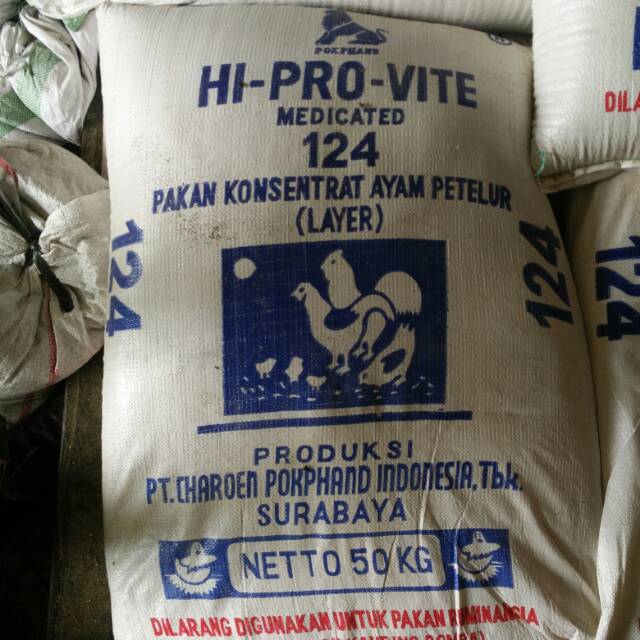 POKPHAND
HI-PRO-VITE
MEDICATED
124
PAKAN KONSENTRAT AYAM PETELUR
(LAYER)
124
124
124
PRODUKSI
PT. CHAROEN POKPHAND INDONESIA, Tbk.
SURABAYA
NETTO 50 KG
DILARANG DIGUNAKAN UNTUK PAKAN RUMINANSIA